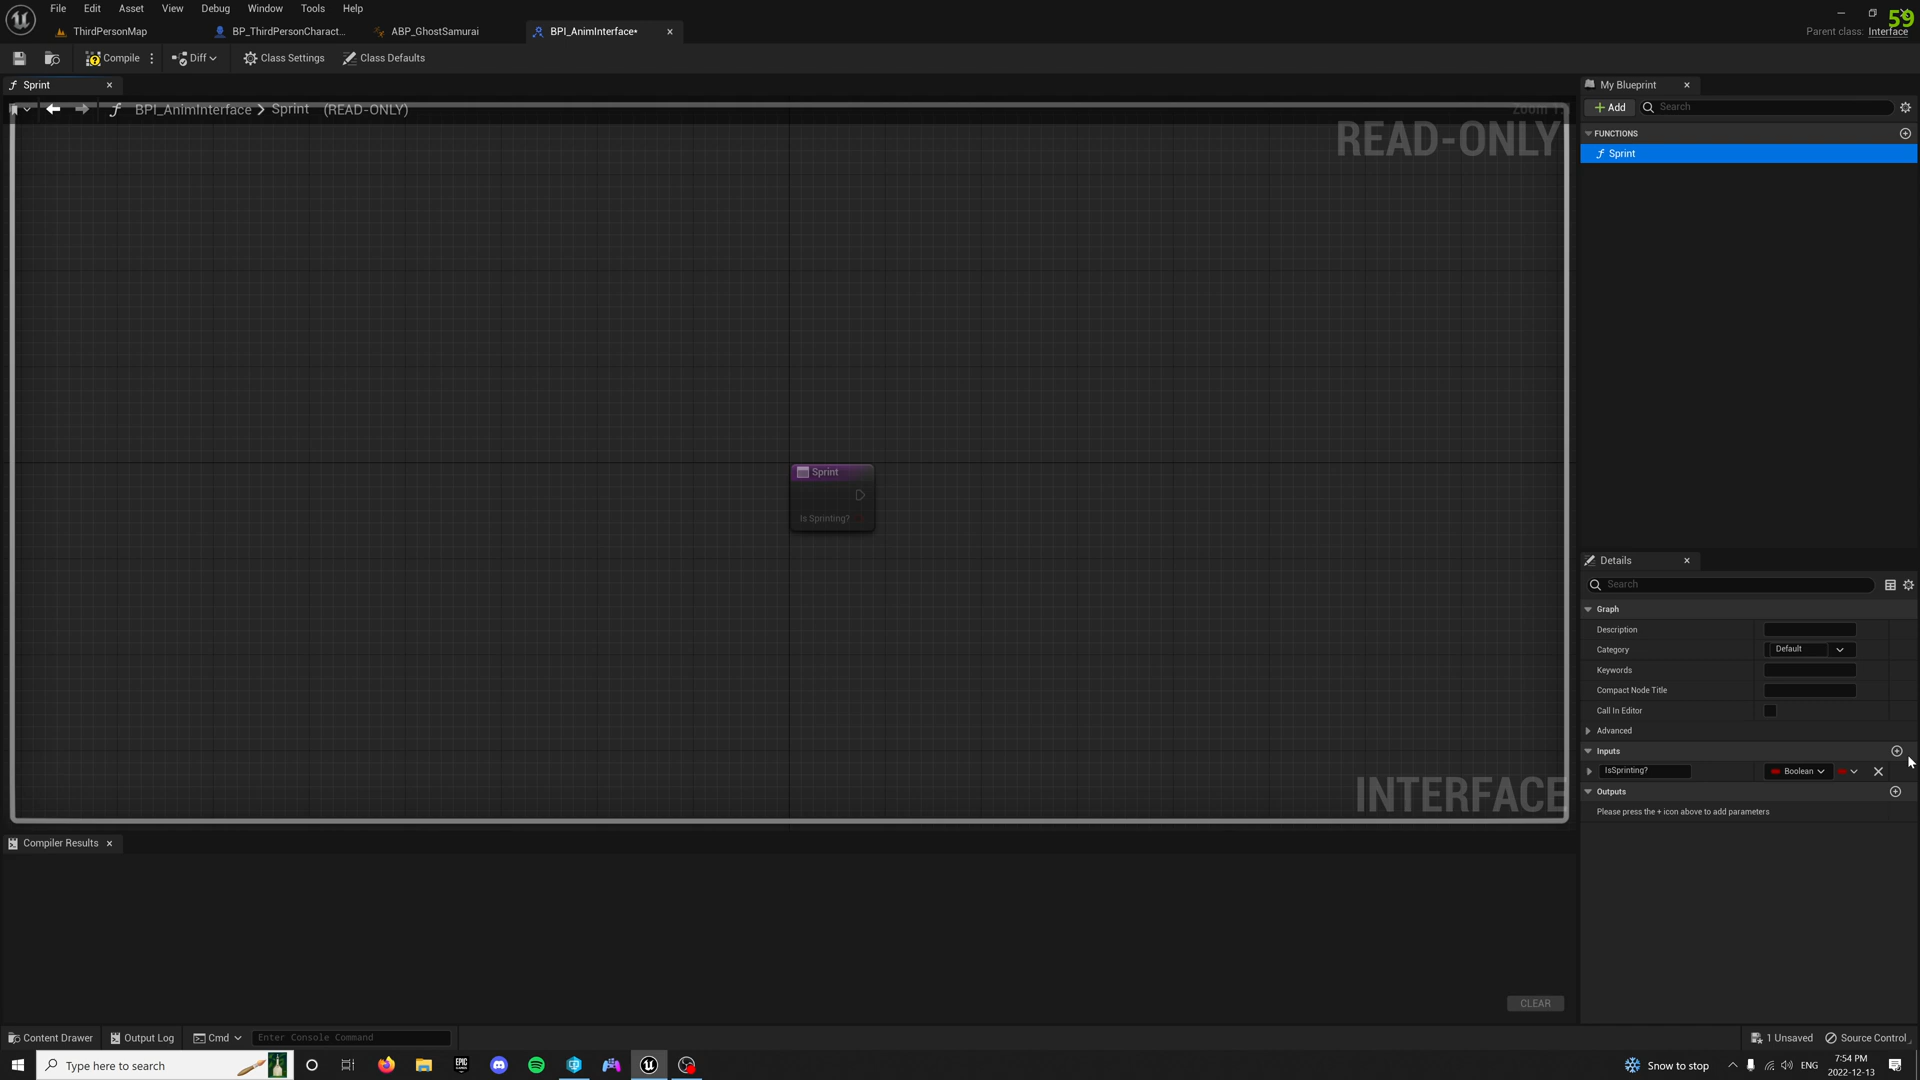 File Edit Asset View Debug Window Tools Help
59
ThirdPersonMap BP_ThirdPersonCharact... ABP_GhostSamurai BPI_AnimInterface*
Parent class: Interface
Compile Diff Class Settings Class Defaults
Sprint
My Blueprint
BPI_AnimInterface > Sprint (READ-ONLY)
Add Search
READ-ONLY
FUNCTIONS
Sprint
Sprint
Is Sprinting?
Details
Search
Graph
Description
Category Default
Keywords
Compact Node Title
Call In Editor
Advanced
Inputs
IsSprinting? Boolean
Outputs
Please press the + icon above to add parameters
INTERFACE
Compiler Results
CLEAR
Content Drawer Output Log Cmd Enter Console Command 1 Unsaved Source Control
Type here to search
EPIC GAMES
Snow to stop ENG 7:54 PM
2022-12-13